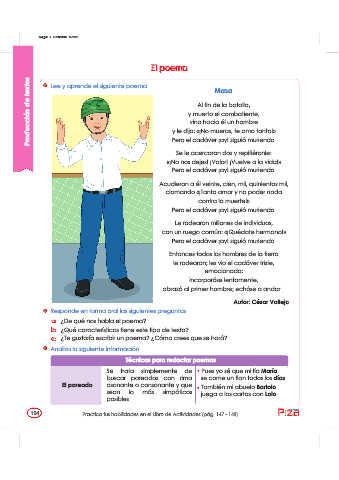 Producción de textos
El poema
Lee y aprende el siguiente poema
Masa
Al fin de la batalla,
y muerto el combatiente,
vino hacia él un hombre
y le dijo: «¡No mueras, te amo tanto!»
Pero el cadáver ¡ay! siguió muriendo
Se le acercaron dos y repitiéronle:
«¡No nos dejes! ¡Valor! ¡Vuelve a la vida!»
Pero el cadáver ¡ay! siguió muriendo
Acudieron a él veinte, cien, mil, quinientos mil,
clamando «¡Tanto amor y no poder nada
contra la muerte!»
Pero el cadáver ¡ay! siguió muriendo
Le rodearon millones de individuos,
con un ruego común: «¡Quédate hermano!»
Pero el cadáver ¡ay! siguió muriendo
Entonces todos los hombres de la tierra
le rodearon; les vio el cadáver triste,
emocionado;
incorporóse lentamente,
abrazó al primer hombre; echóse a andar
Autor: César Vallejo
Responde en forma oral las siguientes preguntas
a ¿De qué nos habla el poema?
b ¿Qué características tiene este tipo de texto?
c ¿Te gustaría escribir un poema? ¿Cómo crees que se hará?
Analiza la siguiente información
Técnicas para redactar poemas
El pareado
Se trata simplemente de
buscar pareados con rima
asonante o consonante y que
sean lo más simpáticos
posibles
• Pues yo sé que mi tía María
se come un flan todos los días
• También mi abuelo Bartolo
juega a las cartas con Lolo
194
Practica tus habilidades en el Libro de Actividades (pág. 147 - 148)